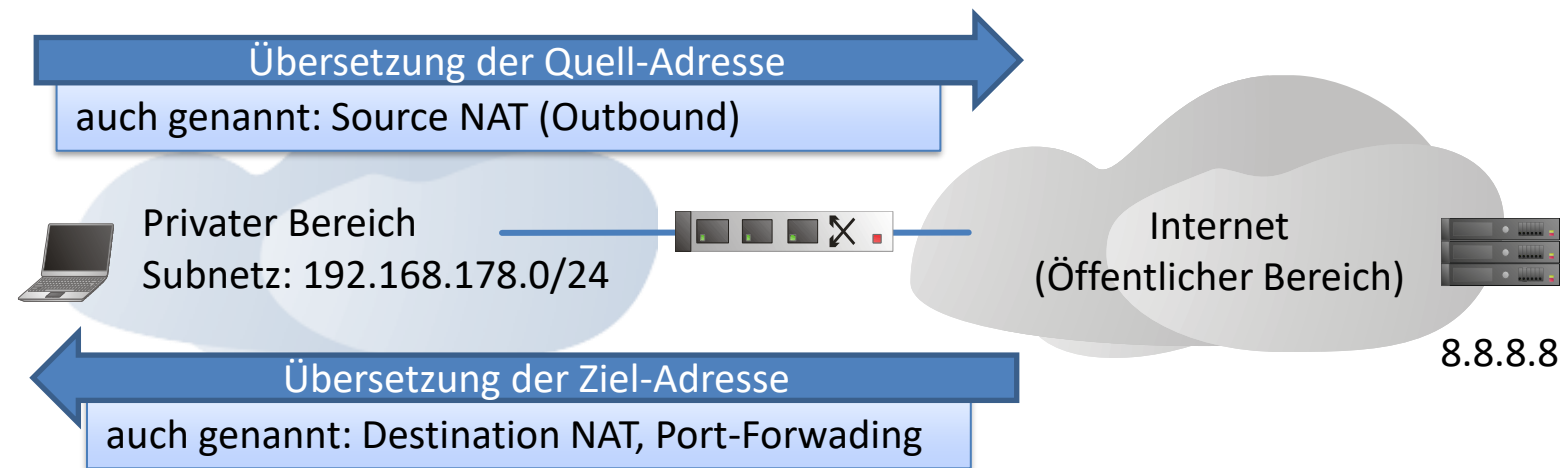 Übersetzung der Quell-Adresse
auch genannt: Source NAT (Outbound)
Privater Bereich
Subnetz: 192.168.178.0/24
Internet
(Öffentlicher Bereich)
8.8.8.8
Übersetzung der Ziel-Adresse
auch genannt: Destination NAT, Port-Forwading